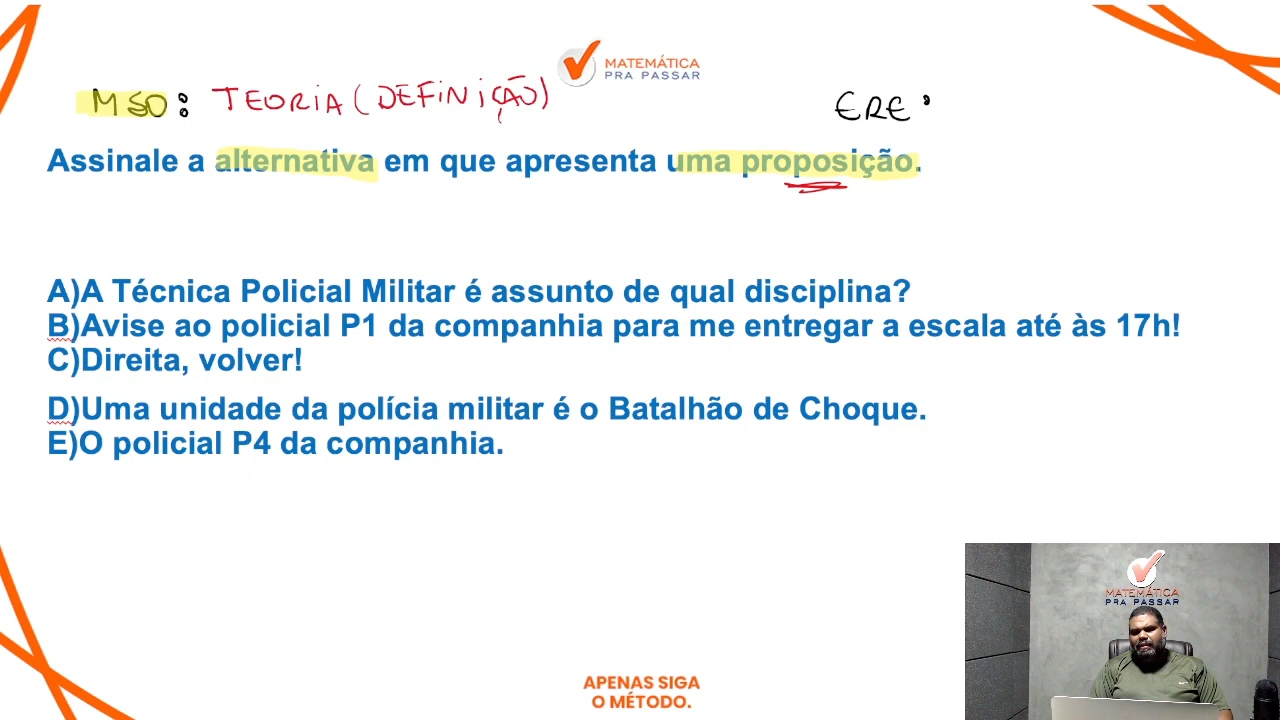 MATEMÁTICA
PRA PASSAR
MSD: TEORIA (DEFINIÇÃO)
ERE:
Assinale a alternativa em que apresenta uma proposição.
A)A Técnica Policial Militar é assunto de qual disciplina?
B)Avise ao policial P1 da companhia para me entregar a escala até às 17h!
C)Direita, volver!
D)Uma unidade da polícia militar é o Batalhão de Choque.
E)O policial P4 da companhia.
MATEMÁTICA
PRA PASSAR
APENAS SIGA
O MÉTODO.